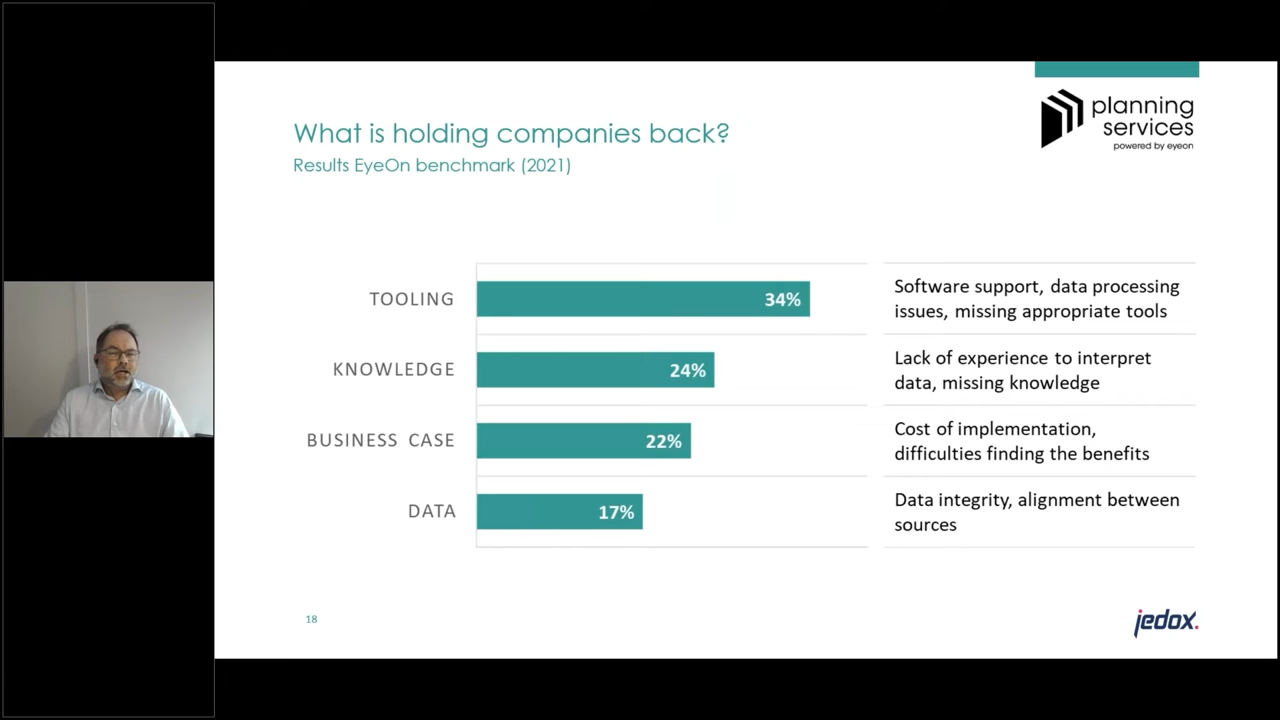 What is holding companies back?
Results EyeOn benchmark (2021)
planning
services
powered by eyeon
TOOLING
34%
Software support, data processing
issues, missing appropriate tools
KNOWLEDGE
24%
Lack of experience to interpret
data, missing knowledge
BUSINESS CASE
22%
Cost of implementation,
difficulties finding the benefits
DATA
17%
Data integrity, alignment between
sources
18
jedox.